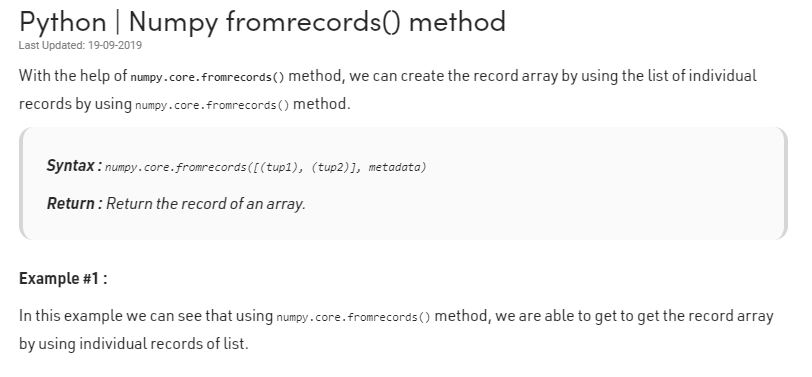 Python | Numpy fromrecords() method
Last Updated: 19-09-2019
With the help of numpy.core.fromrecords() method, we can create the record array by using the list of individual
records by using numpy.core.fromrecords() method.
Syntax : numpy.core.fromrecords([(tup1), (tup2)], metadata)
Return : Return the record of an array.
Example #1 :
In this example we can see that using numpy.core.fromrecords() method, we are able to get to get the record array
by using individual records of list.